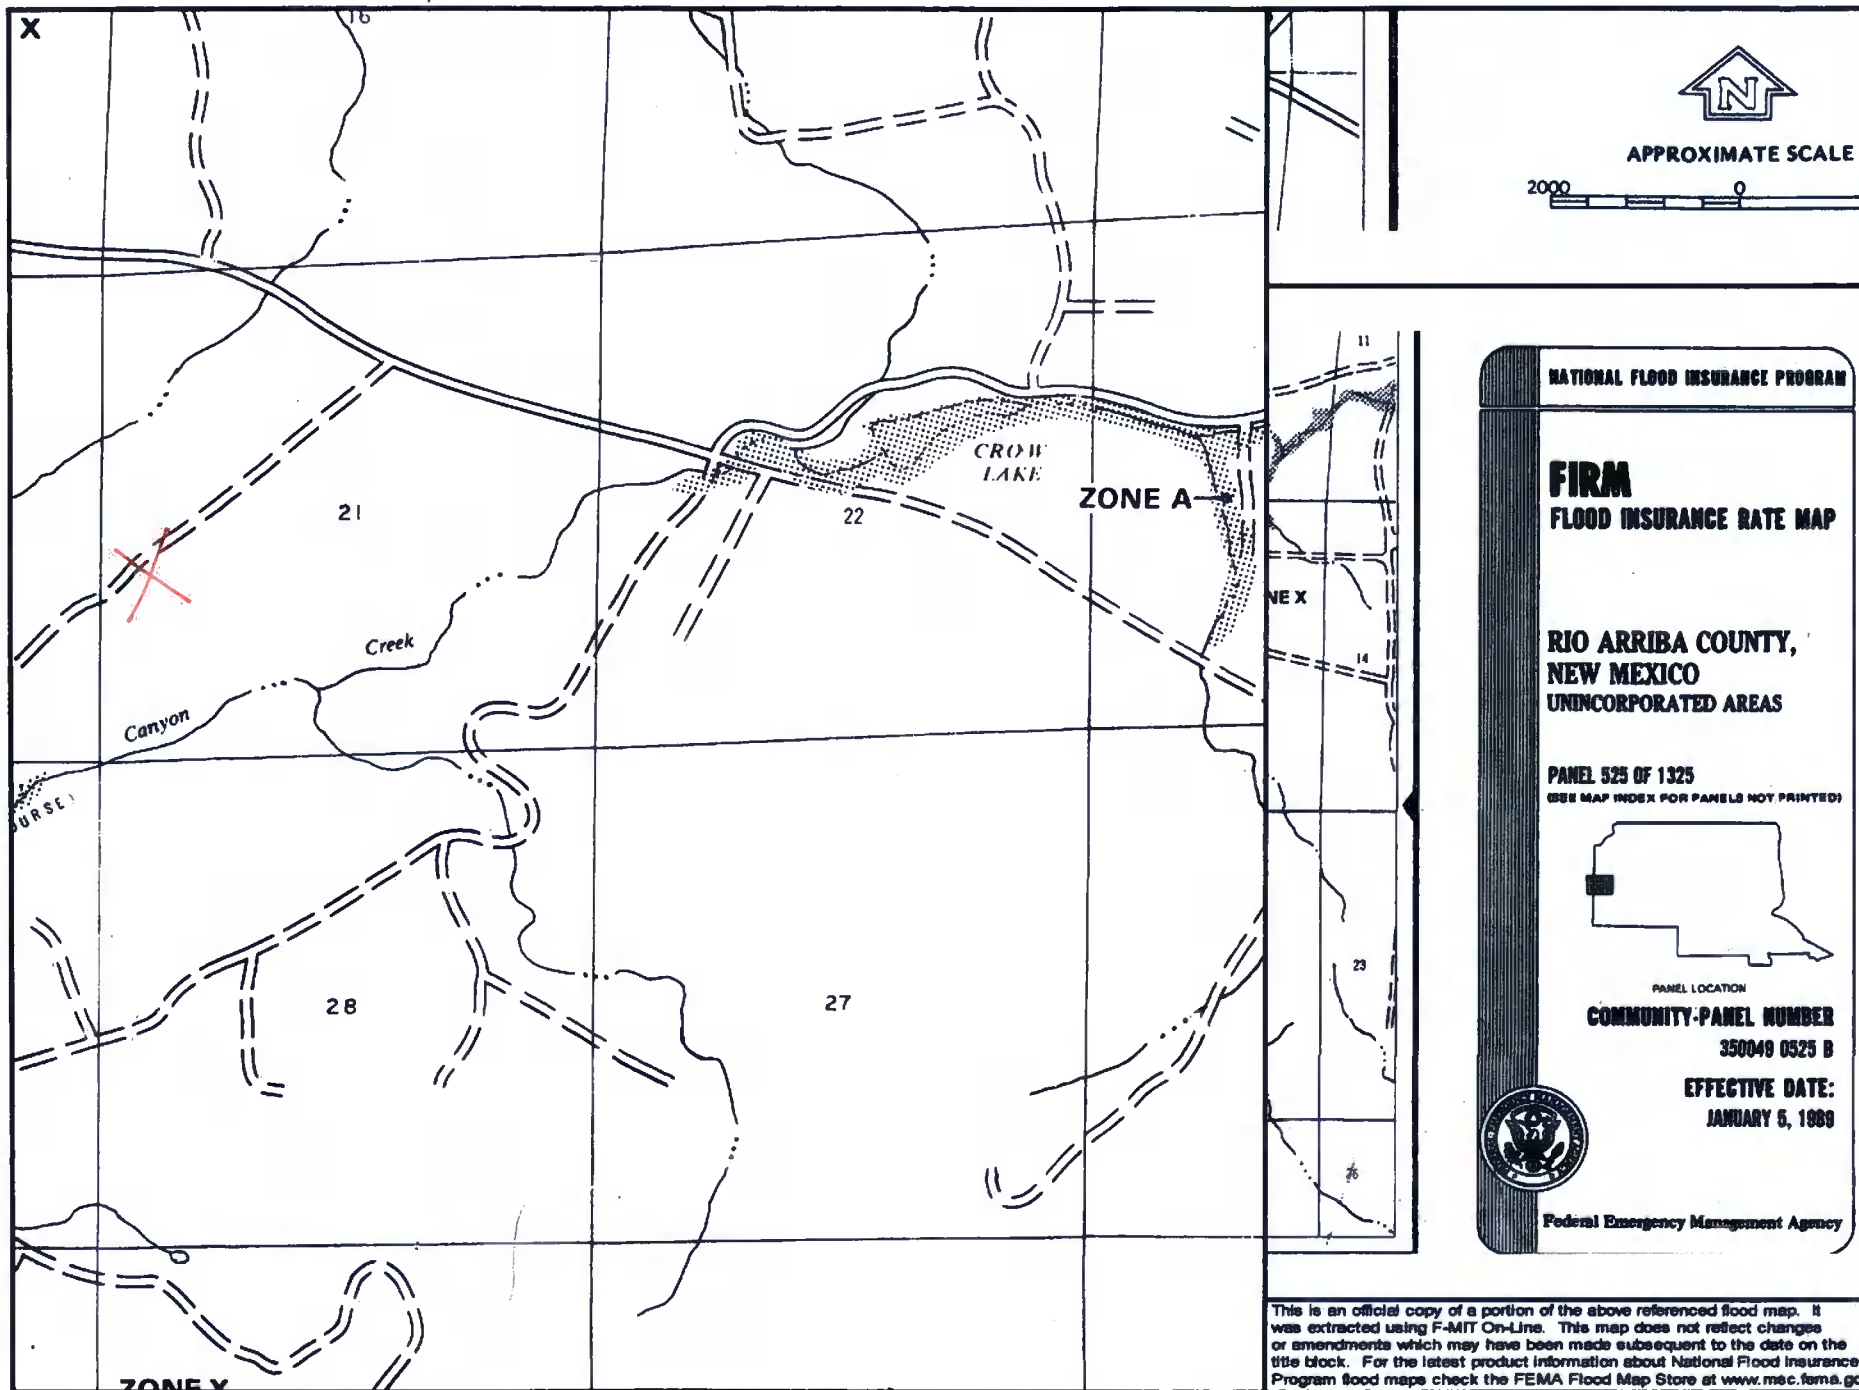 X
16
N
APPROXIMATE SCALE
2000 0
11
NATIONAL FLOOD INSURANCE PROGRAM
FIRM
FLOOD INSURANCE RATE MAP
CROW
LAKE
ZONE A
21
22
NE X
14
RIO ARRIBA COUNTY,
NEW MEXICO
UNINCORPORATED AREAS
Creek
Canyon
PANEL 525 OF 1325
(SEE MAP INDEX FOR PANELS NOT PRINTED)
OURSE)
28
27
23
PANEL LOCATION
COMMUNITY-PANEL NUMBER
350049 0525 B
EFFECTIVE DATE:
JANUARY 5, 1989
26
Federal Emergency Management Agency
This is an official copy of a portion of the above referenced flood map. It
was extracted using F-MIT On-Line. This map does not reflect changes
or amendments which may have been made subsequent to the date on the
title block. For the latest product information about National Flood Insurance
Program flood maps check the FEMA Flood Map Store at www.msc.fema.go
ZONE X